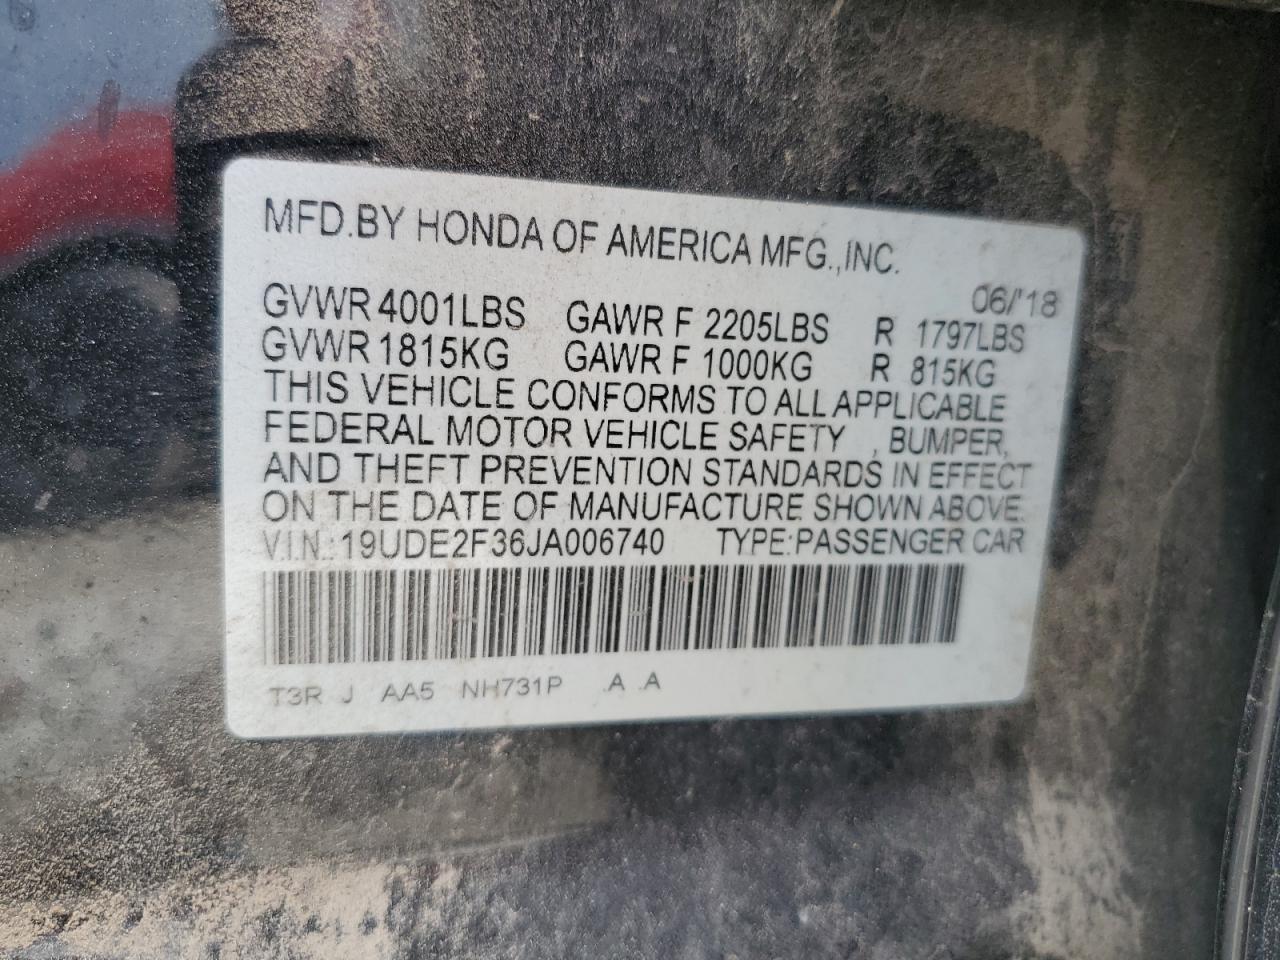 MFD.BY HONDA OF AMERICA MFG.,INC.
06/'18
GVWR 4001LBS GAWR F 2205LBS R 1797LBS
GVWR 1815KG GAWR F 1000KG R 815KG
THIS VEHICLE CONFORMS TO ALL APPLICABLE
FEDERAL MOTOR VEHICLE SAFETY , BUMPER,
AND THEFT PREVENTION STANDARDS IN EFFECT
ON THE DATE OF MANUFACTURE SHOWN ABOVE.
V.I.N.:19UDE2F36JA006740 TYPE:PASSENGER CAR
T3R J AA5 NH731P .A .A